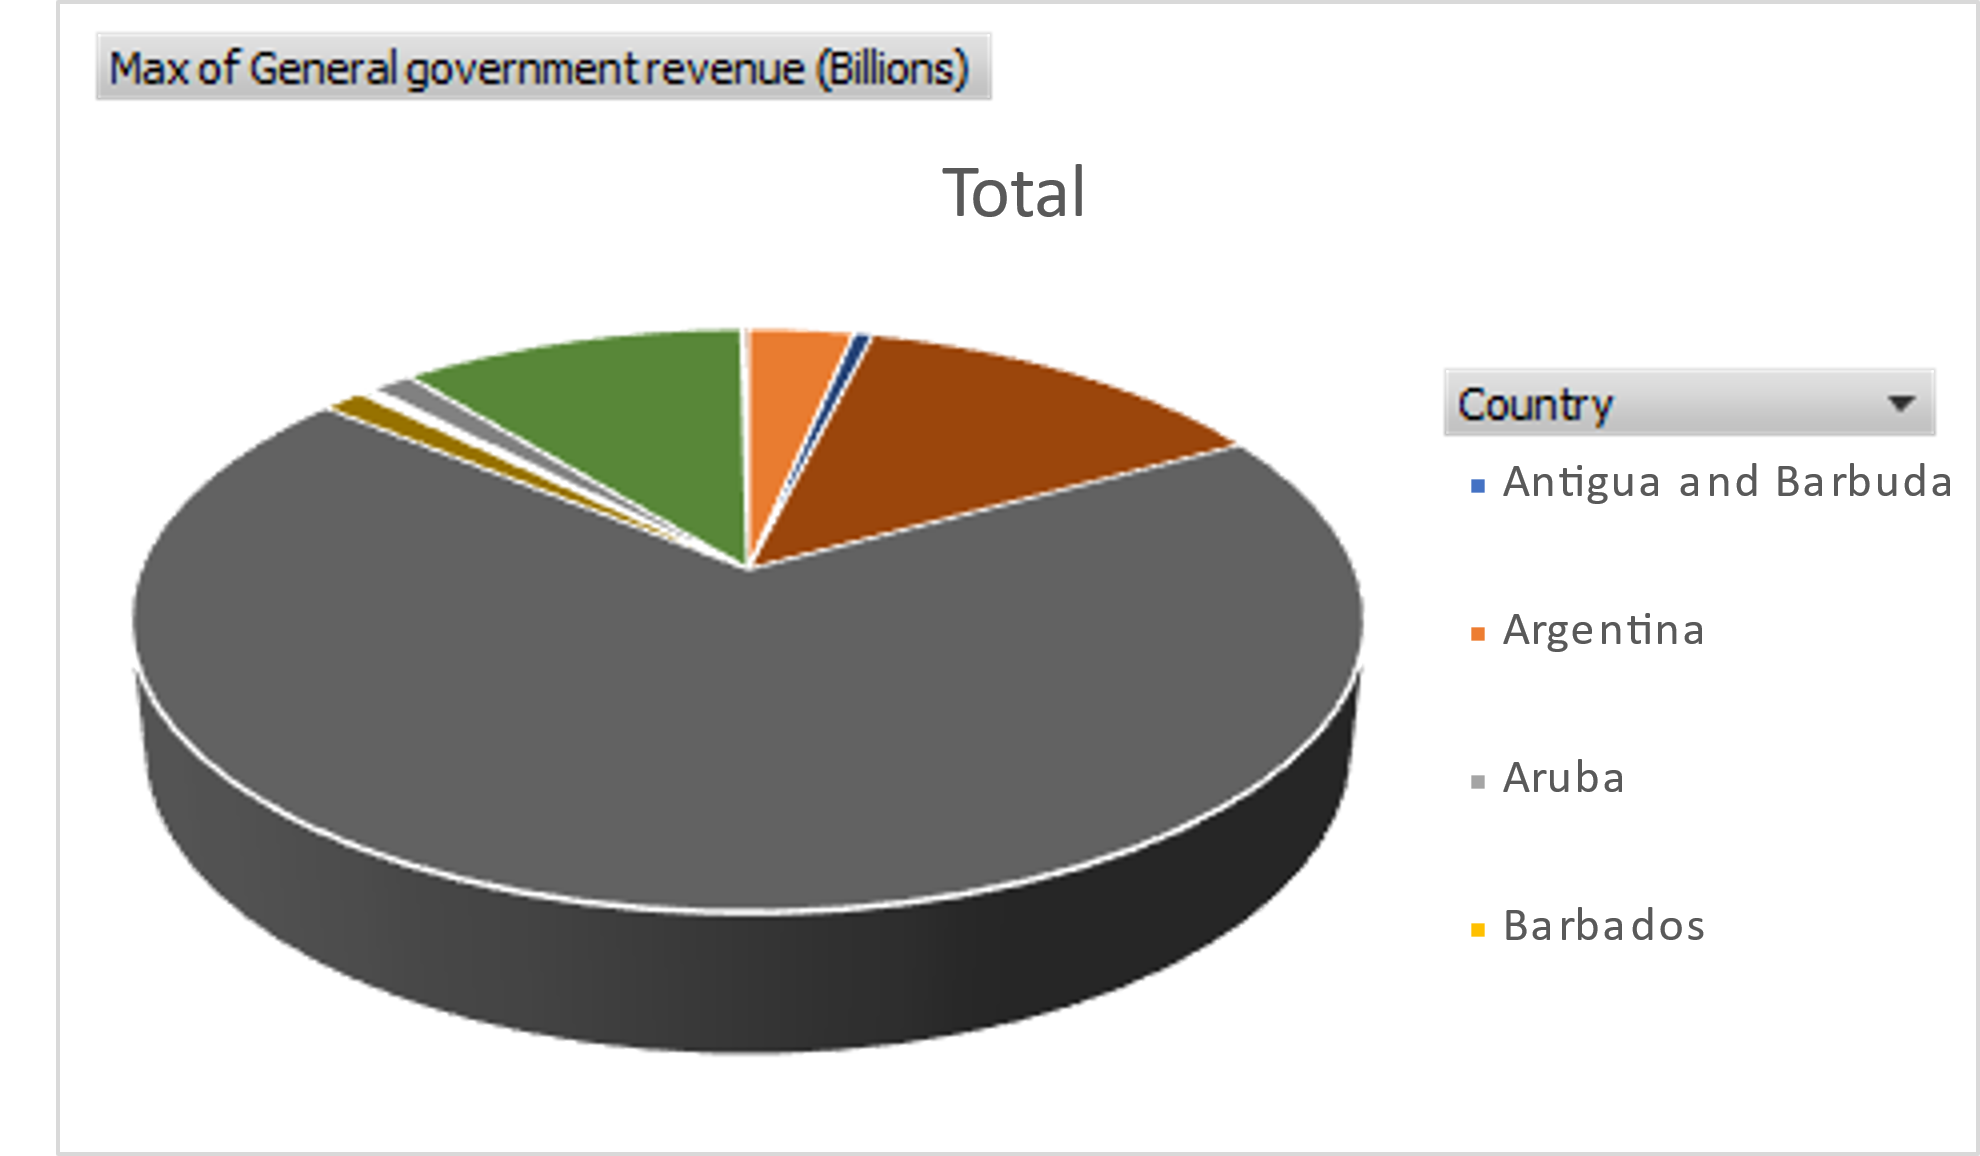 Max of General government revenue (Billions)
Total
Country
Antigua and Barbuda
Argentina
Aruba
Barbados